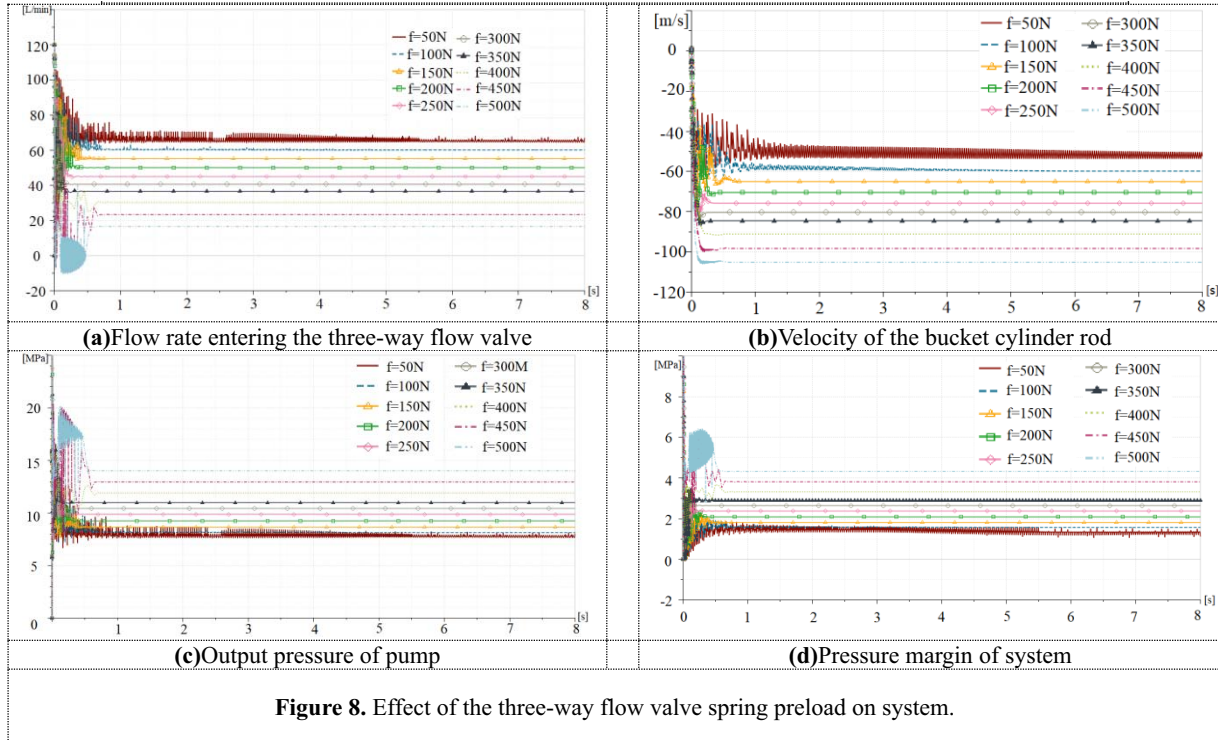 [L/min]
120
100
80
60
40
20
0
-20
0 1 2 3 4 5 6 7 8
[s]
f=50N f=300N
f=100N f=350N
f=150N f=400N
f=200N f=450N
f=250N f=500N
[m/s]
0
-20
-40
-60
-80
-100
-120
0 1 2 3 4 5 6 7 8
[s]
f=50N f=300N
f=100N f=350N
f=150N f=400N
f=200N f=450N
f=250N f=500N
(a)Flow rate entering the three-way flow valve
(b)Velocity of the bucket cylinder rod
[MPa]
20
15
10
5
0
1 2 3 4 5 6 7 8
[s]
f=50N f=300M
f=100N f=350N
f=150N f=400N
f=200N f=450N
f=250N f=500N
[MPa]
8
6
4
2
0
-2
0 1 2 3 4 5 6 7 8
[s]
f=50N f=300N
f=100N f=350N
f=150N f=400N
f=200N f=450N
f=250N f=500N
(c)Output pressure of pump
(d)Pressure margin of system
Figure 8. Effect of the three-way flow valve spring preload on system.